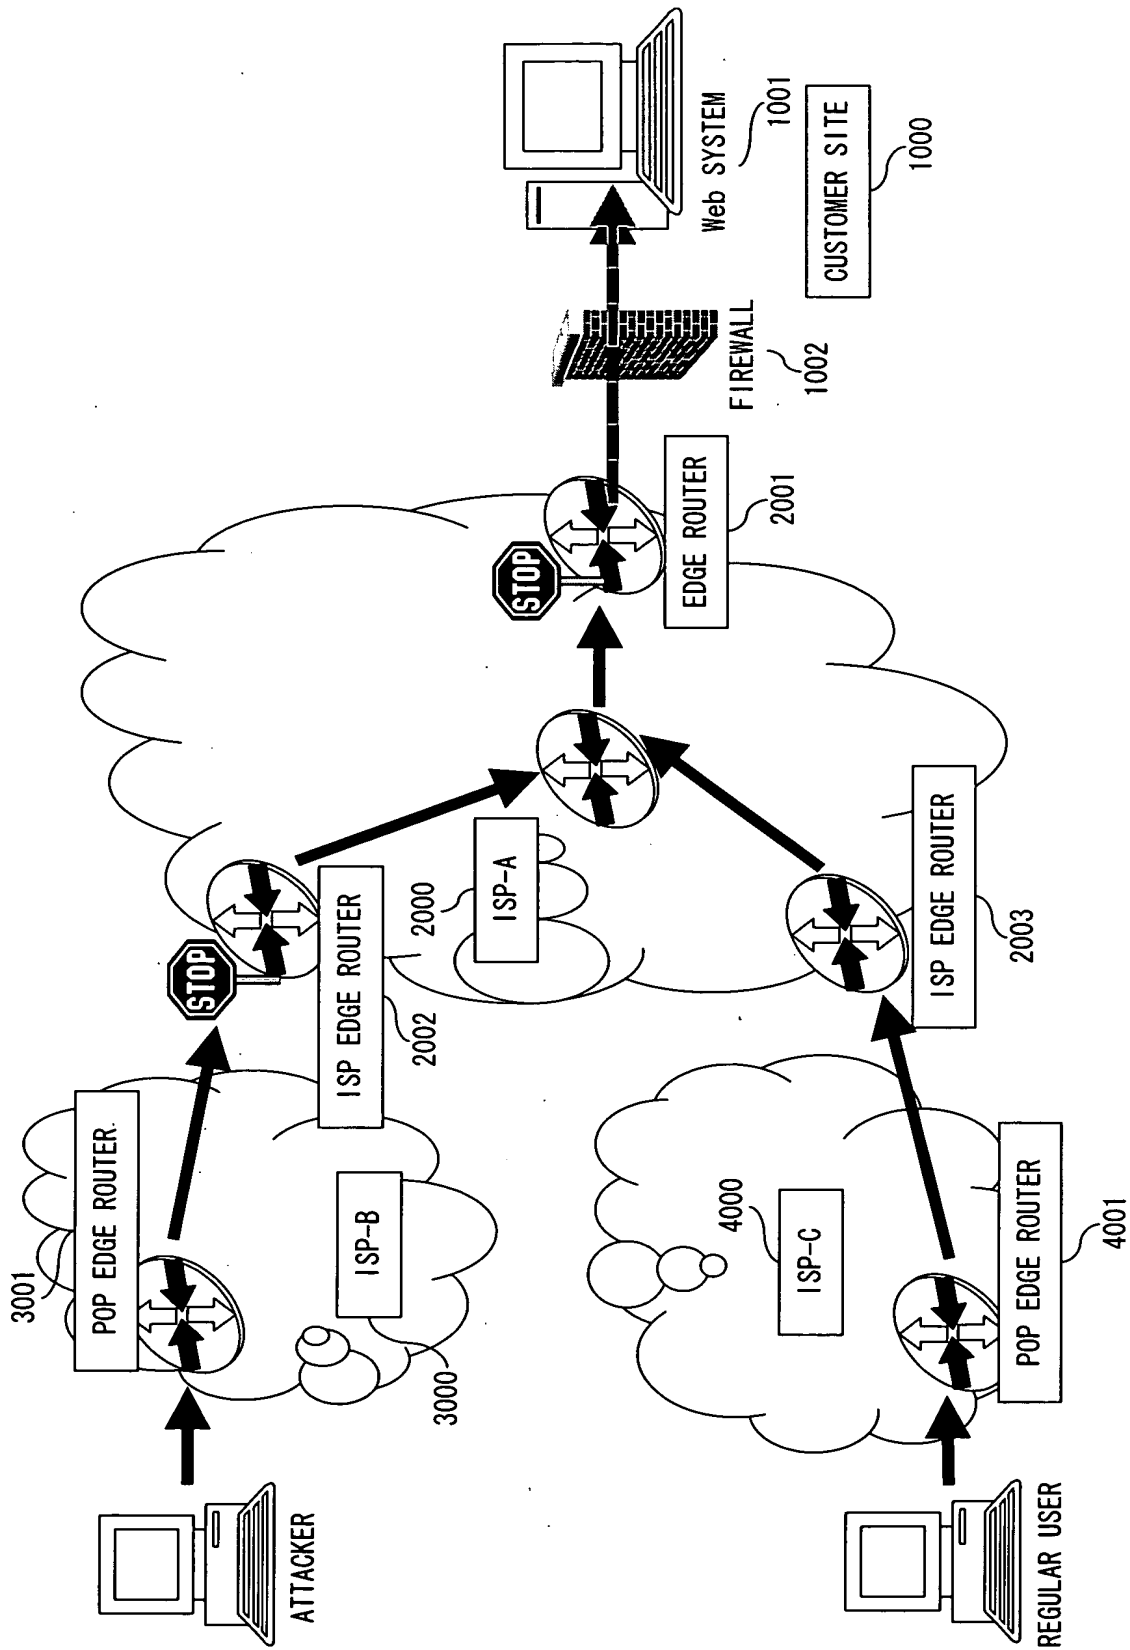 ATTACKER
3001
POP EDGE ROUTER
ISP-B
3000
STOP
ISP EDGE ROUTER
2002
2000
ISP-A
STOP
EDGE ROUTER
2001
FIREWALL
1002
Web SYSTEM
1001
CUSTOMER SITE
1000
REGULAR USER
4000
ISP-C
POP EDGE ROUTER
4001
ISP EDGE ROUTER
2003